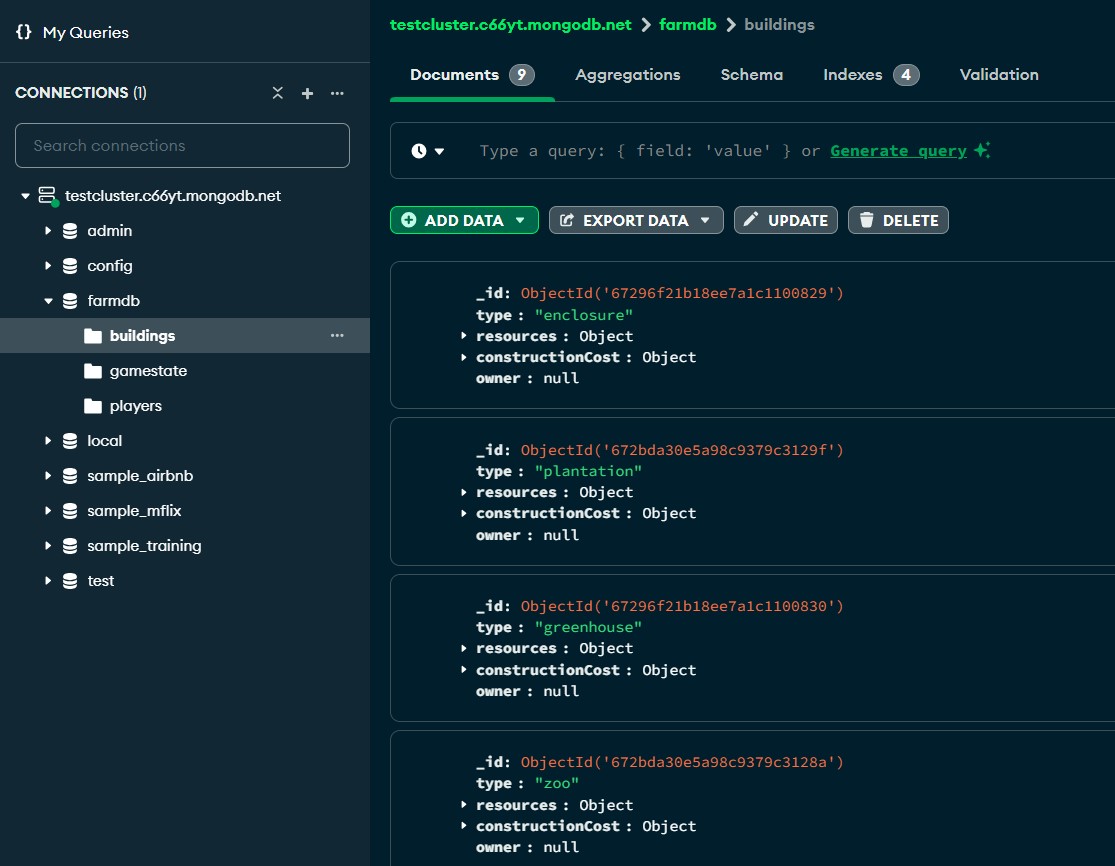 {} My Queries
CONNECTIONS (1)
Search connections
testcluster.c66yt.mongodb.net
admin
config
farmdb
buildings
gamestate
players
local
sample_airbnb
sample_mflix
sample_training
test
testcluster.c66yt.mongodb.net > farmdb > buildings
Documents 9 Aggregations Schema Indexes 4 Validation
Type a query: { field: 'value' } or Generate query
ADD DATA EXPORT DATA UPDATE DELETE
_id: ObjectId('67296f21b18ee7a1c1100829')
type : "enclosure"
resources : Object
constructionCost : Object
owner : null
_id: ObjectId('672bda30e5a98c9379c3129f')
type : "plantation"
resources : Object
constructionCost : Object
owner : null
_id: ObjectId('67296f21b18ee7a1c1100830')
type : "greenhouse"
resources : Object
constructionCost : Object
owner : null
_id: ObjectId('672bda30e5a98c9379c3128a')
type : "zoo"
resources : Object
constructionCost : Object
owner : null